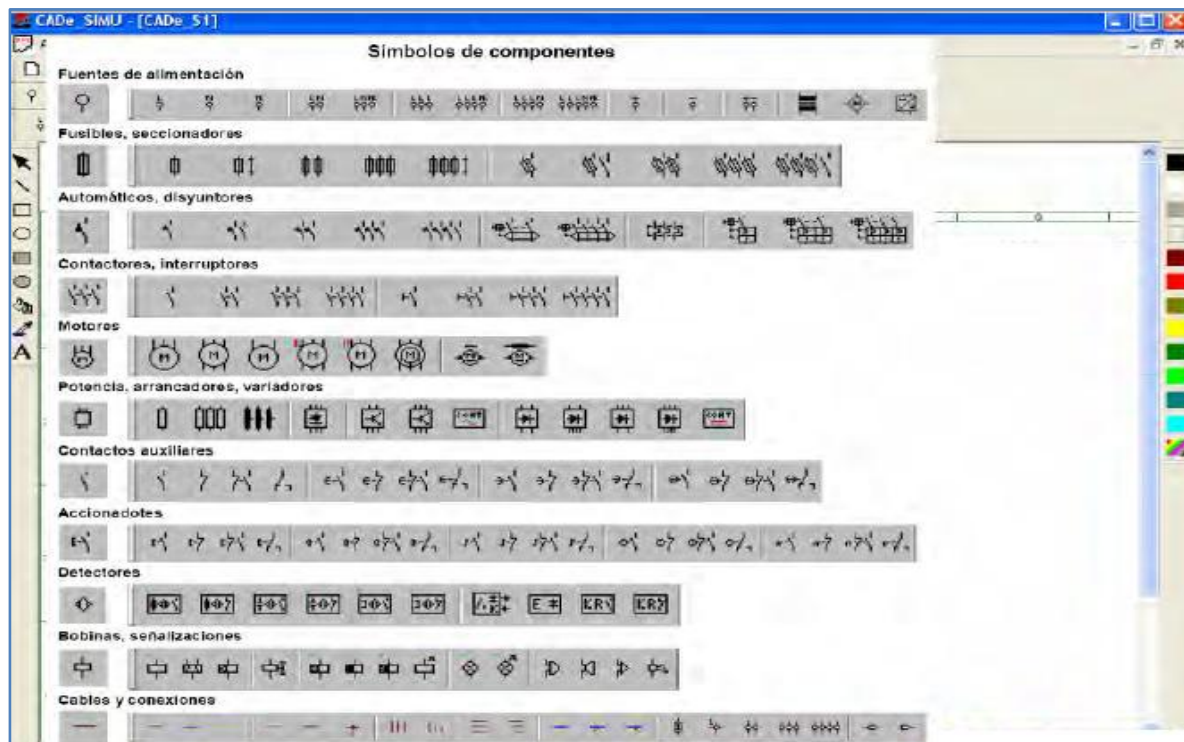 CADe_SIMU - [CADe_S1]
Simbolos de componentes
Fuentes de alimentación
Fusibles, seccionadores
Automáticos, disyuntores
Contactores, interruptores
Motores
Potencia, arrancadores, variadores
Contactos auxiliares
Accionadotes
Detectores
Bobinas, señalizaciones
Cables y conexiones
A